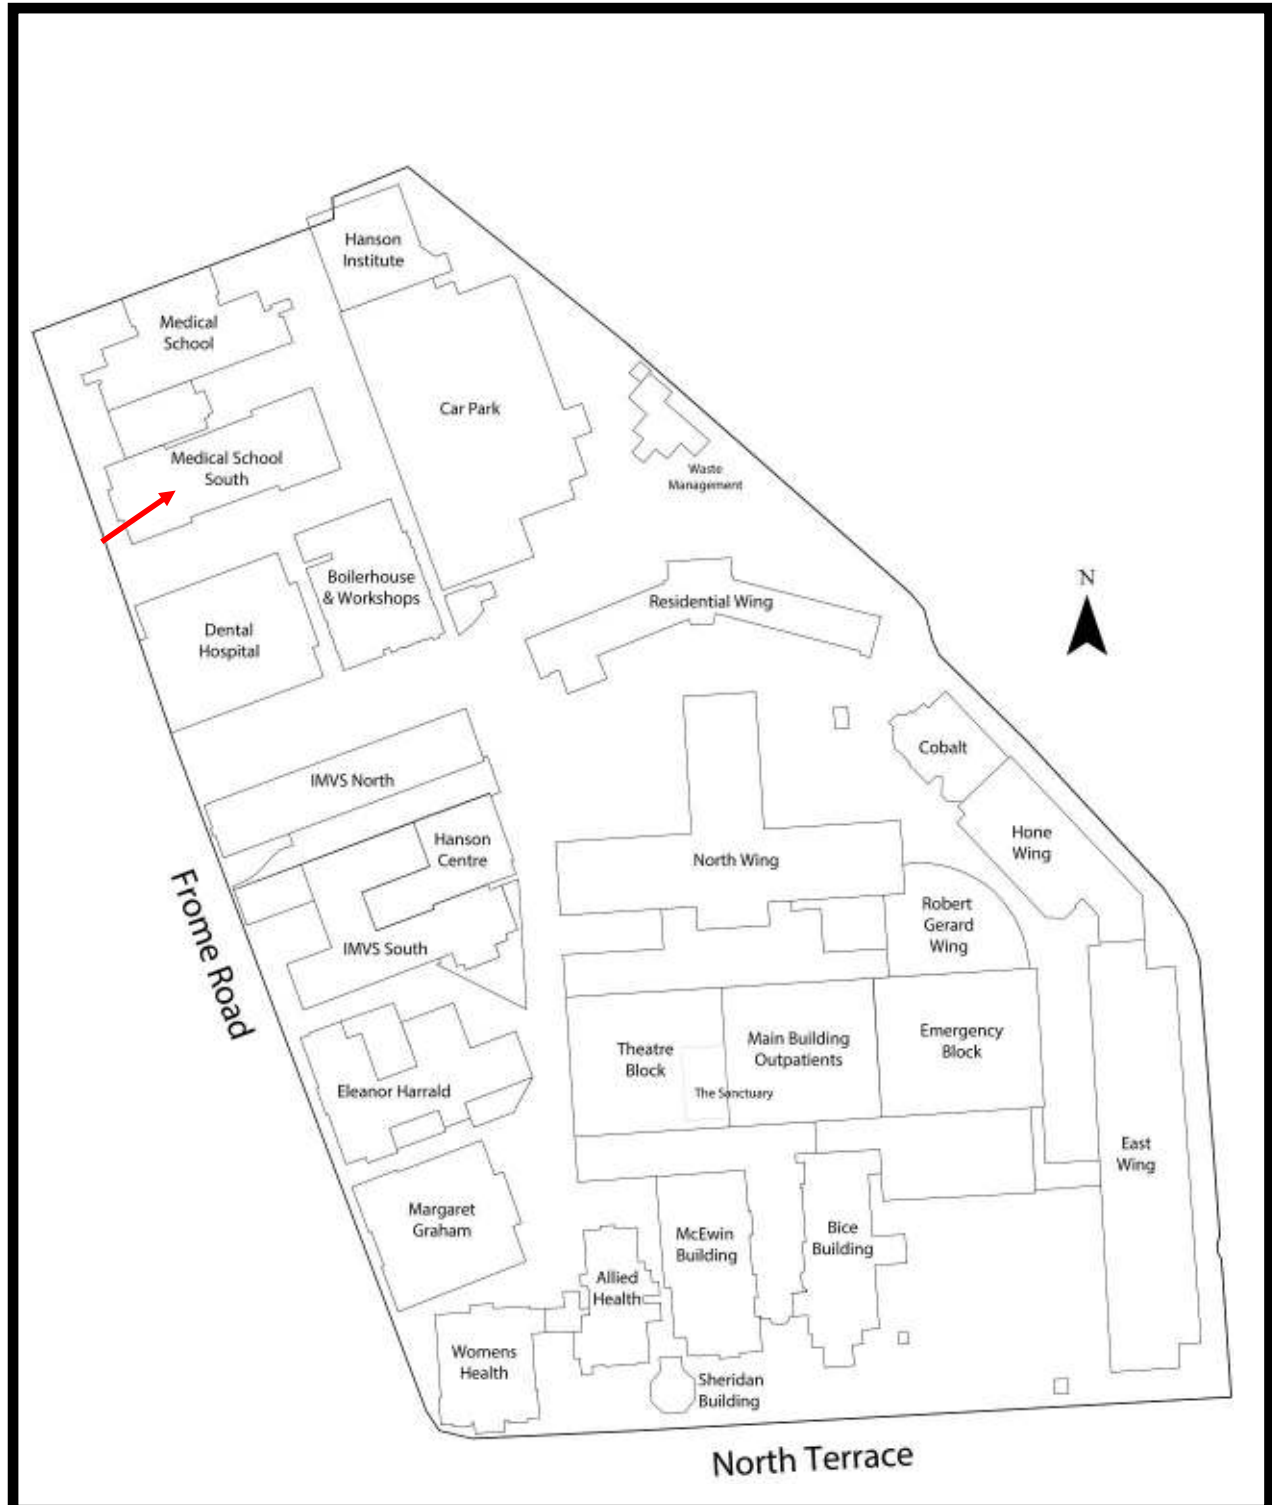 Hanson
Institute
Medical
School
Car Park
Medical School
South
Waste
Management
Boilerhouse
& Workshops
N
Residential Wing
Dental
Hospital
Cobalt
IMVS North
Hanson
Centre
Hone
Wing
North Wing
Robert
Gerard
Wing
IMVS South
Frome Road
Theatre
Block
Main Building
Outpatients
Emergency
Block
The Sanctuary
Eleanor Harrald
East
Wing
Margaret
Graham
McEwin
Building
Bice
Building
Allied
Health
Womens
Health
Sheridan
Building
North Terrace